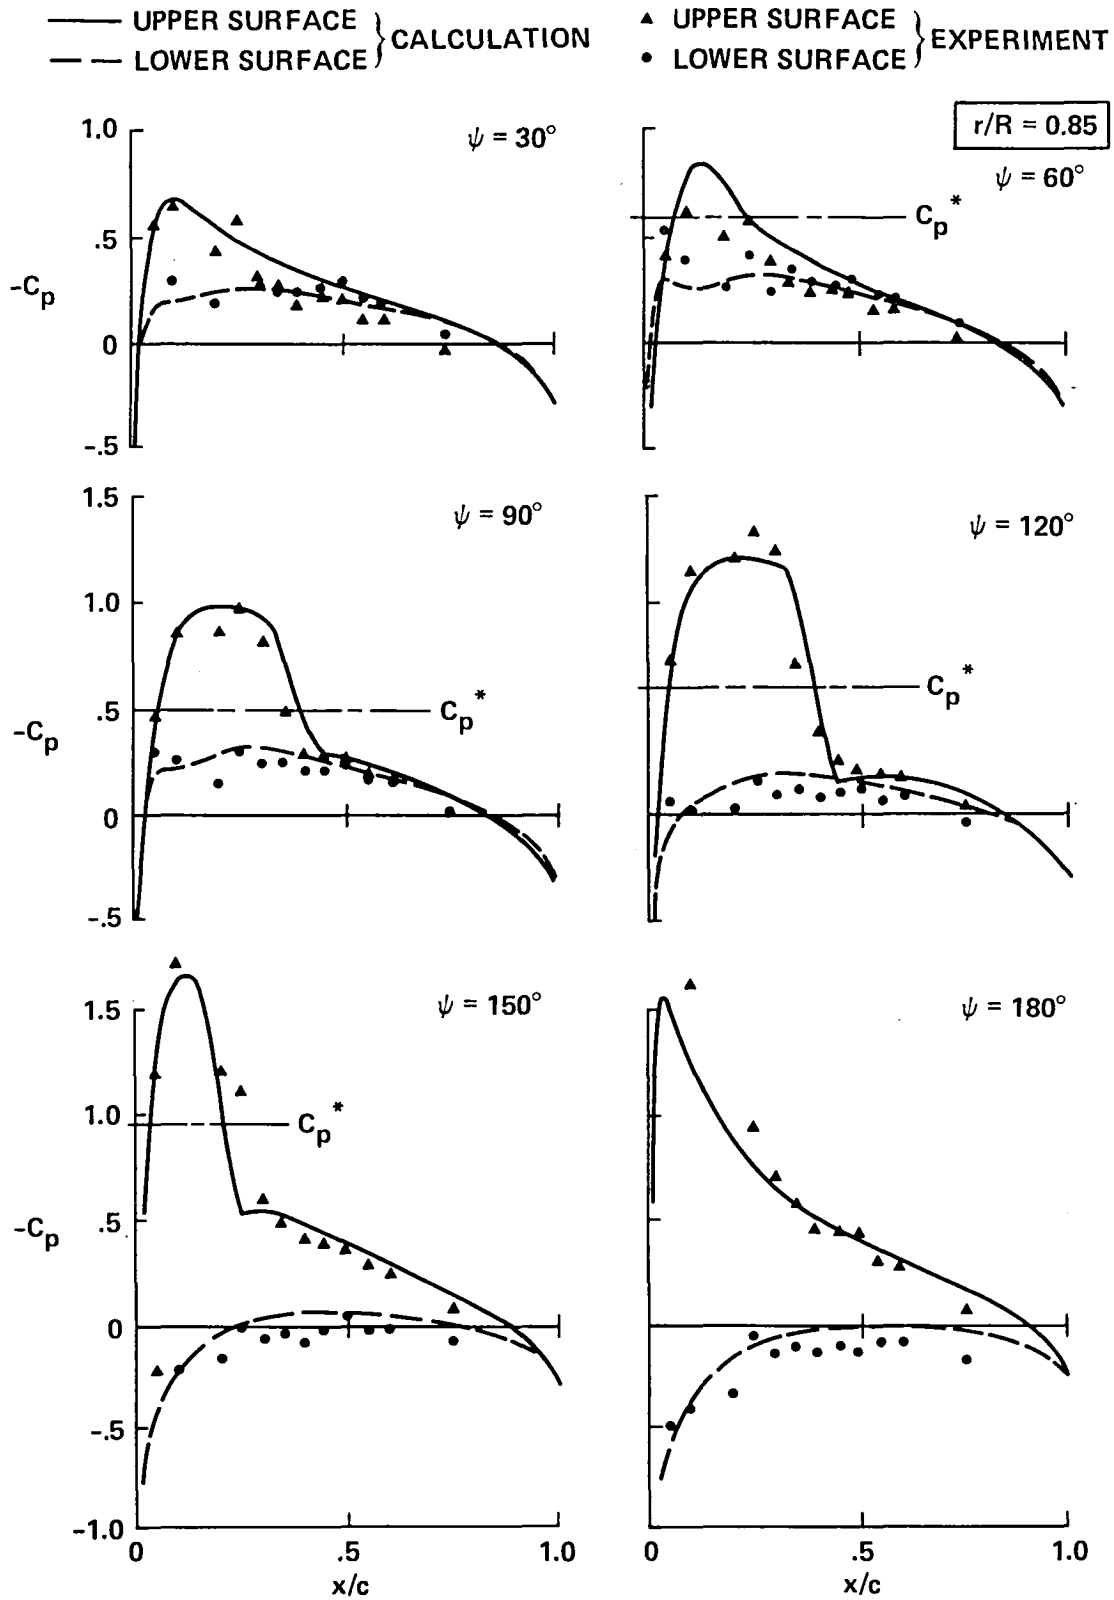 UPPER SURFACE
LOWER SURFACE
} CALCULATION
▲ UPPER SURFACE
● LOWER SURFACE
} EXPERIMENT
ψ = 30°
1.0
.5
-Cp
0
-.5
r/R = 0.85
ψ = 60°
Cp*
ψ = 90°
1.5
1.0
.5
Cp*
-Cp
0
-.5
ψ = 120°
Cp*
ψ = 150°
1.5
1.0
Cp*
.5
-Cp
0
-.5
-1.0
0 .5 1.0
x/c
ψ = 180°
0 .5 1.0
x/c